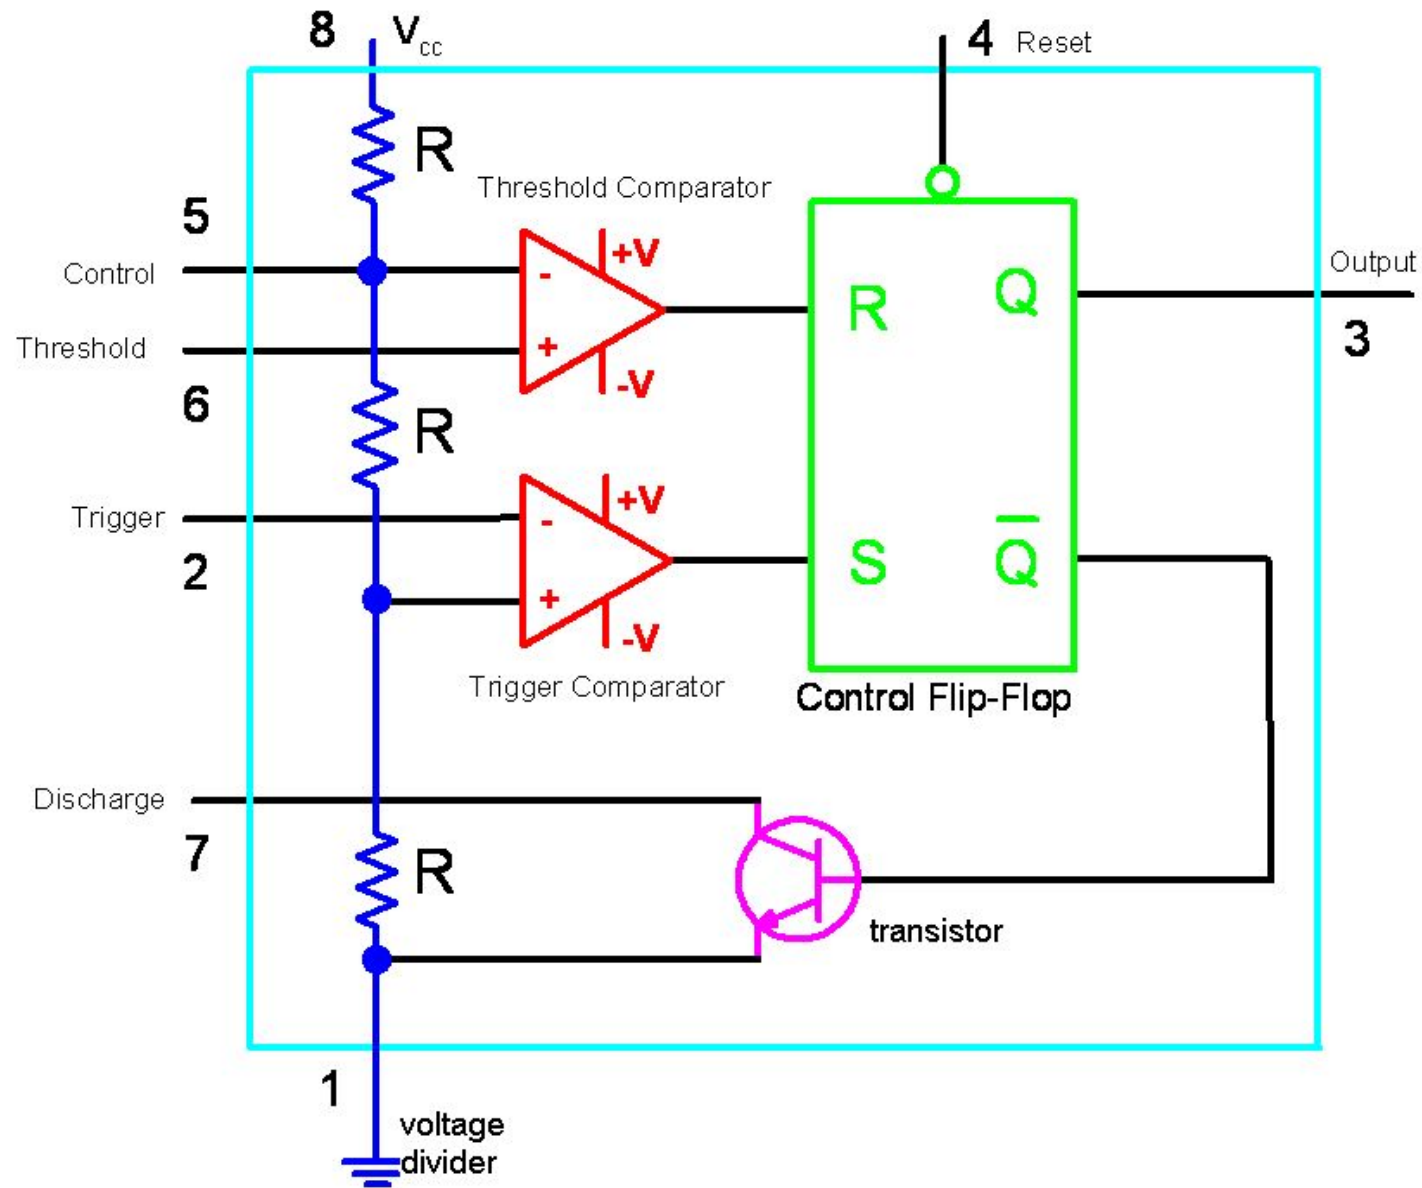 8 Vcc
4 Reset
R
Threshold Comparator
5
+V
Output
Control
-
R Q
Threshold
+
3
-V
6
R
+V
Trigger
-
2
S Q̅
+
-V
Trigger Comparator
Control Flip-Flop
Discharge
7
R
transistor
1
voltage
divider